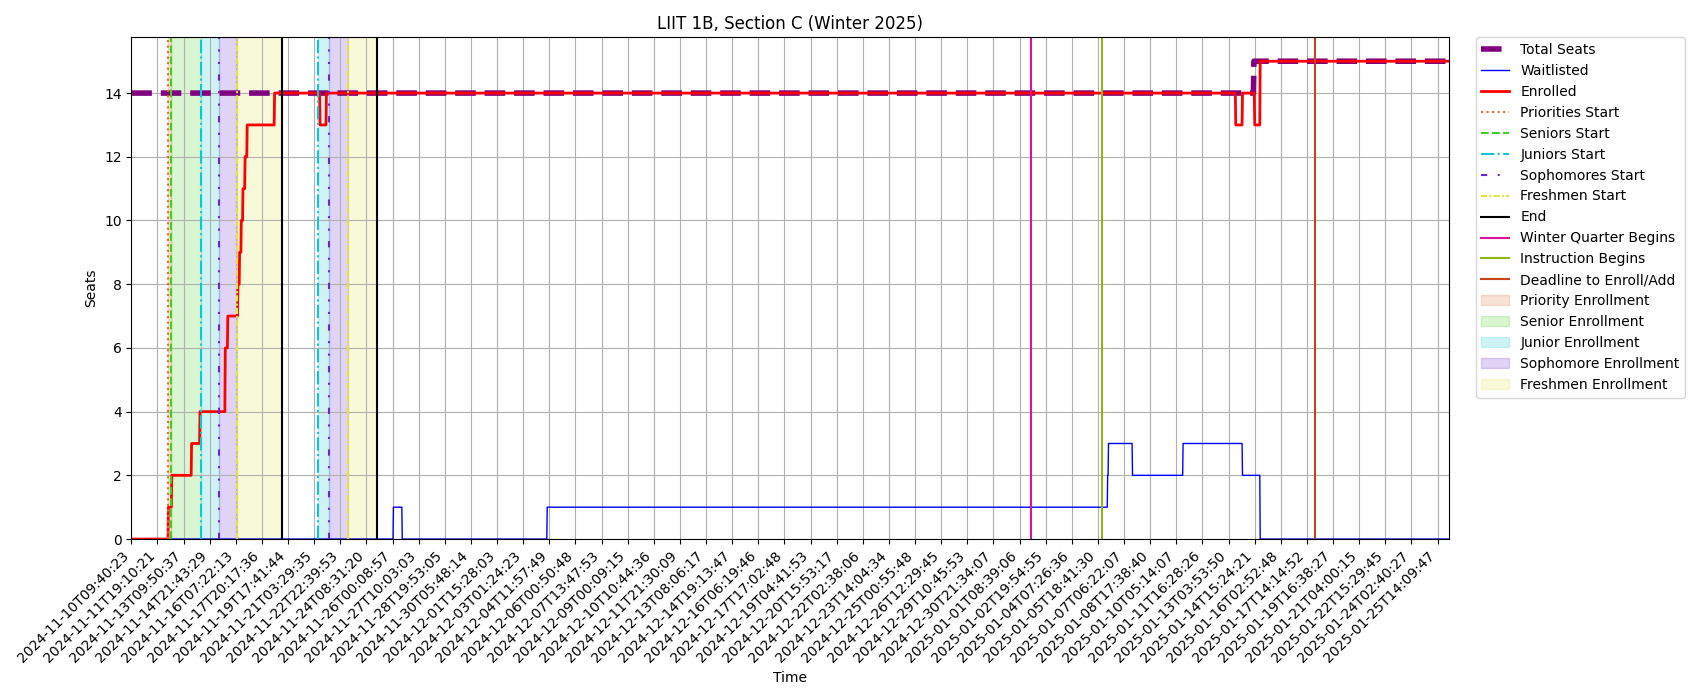 LIIT 1B, Section C (Winter 2025)
Seats
14
12
10
8
6
4
2
0
2024-11-10T09:40:23
2024-11-11T19:10:21
2024-11-13T09:50:37
2024-11-14T21:43:29
2024-11-16T07:22:13
2024-11-17T20:17:36
2024-11-19T17:41:44
2024-11-21T03:29:35
2024-11-22T22:39:53
2024-11-24T08:31:20
2024-11-26T00:08:57
2024-11-27T01:03:03
2024-11-28T19:53:05
2024-11-30T05:48:14
2024-12-01T15:28:03
2024-12-03T01:24:23
2024-12-04T11:57:49
2024-12-06T00:50:48
2024-12-07T13:47:53
2024-12-09T00:09:15
2024-12-10T10:44:36
2024-12-11T21:30:09
2024-12-13T08:06:17
2024-12-14T19:13:47
2024-12-16T06:19:46
2024-12-17T17:02:48
2024-12-19T04:41:53
2024-12-20T15:53:17
2024-12-22T02:38:06
2024-12-23T14:04:34
2024-12-25T00:55:48
2024-12-26T12:29:45
2024-12-29T10:45:53
2024-12-30T21:34:07
2025-01-01T08:39:06
2025-01-02T19:54:55
2025-01-04T07:26:36
2025-01-05T18:41:30
2025-01-07T06:22:07
2025-01-08T17:38:40
2025-01-10T05:14:07
2025-01-11T16:28:26
2025-01-13T03:53:50
2025-01-14T15:24:21
2025-01-16T02:52:48
2025-01-17T14:14:52
2025-01-19T16:38:27
2025-01-21T04:00:15
2025-01-22T15:29:45
2025-01-24T02:40:27
2025-01-25T14:09:47
Time
Total Seats
Waitlisted
Enrolled
Priorities Start
Seniors Start
Juniors Start
Sophomores Start
Freshmen Start
End
Winter Quarter Begins
Instruction Begins
Deadline to Enroll/Add
Priority Enrollment
Senior Enrollment
Junior Enrollment
Sophomore Enrollment
Freshmen Enrollment